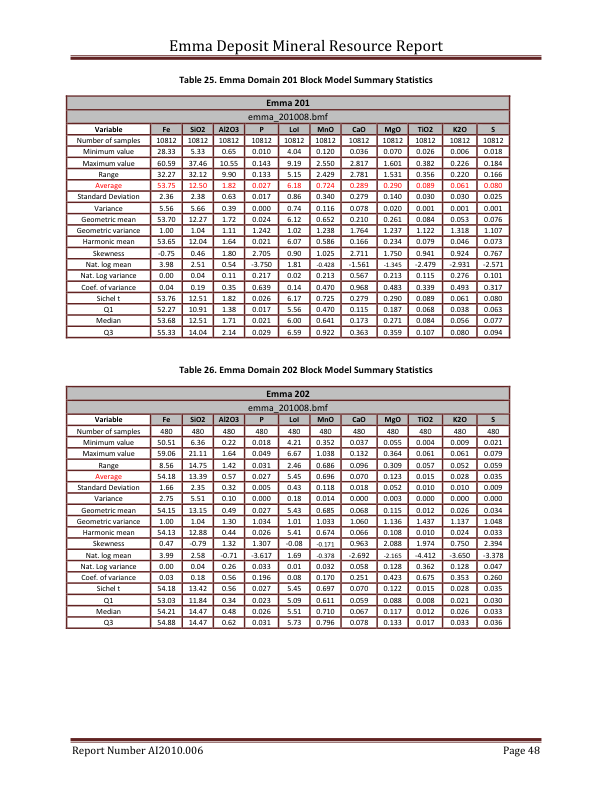 Emma Deposit Mineral Resource Report
Table 25. Emma Domain 201 Block Model Summary Statistics
Emma 201
emma_201008.bmf
Variable Fe SiO2 Al2O3 P LoI MnO CaO MgO TiO2 K2O S
Number of samples 10812 10812 10812 10812 10812 10812 10812 10812 10812 10812 10812
Minimum value 28.33 5.33 0.65 0.010 4.04 0.120 0.036 0.070 0.026 0.006 0.018
Maximum value 60.59 37.46 10.55 0.143 9.19 2.550 2.817 1.601 0.382 0.226 0.184
Range 32.27 32.12 9.90 0.133 5.15 2.429 2.781 1.531 0.356 0.220 0.166
Average 53.75 12.50 1.82 0.027 6.18 0.724 0.289 0.290 0.089 0.061 0.080
Standard Deviation 2.36 2.38 0.63 0.017 0.86 0.340 0.279 0.140 0.030 0.030 0.025
Variance 5.56 5.66 0.39 0.000 0.74 0.116 0.078 0.020 0.001 0.001 0.001
Geometric mean 53.70 12.27 1.72 0.024 6.12 0.652 0.210 0.261 0.084 0.053 0.076
Geometric variance 1.00 1.04 1.11 1.242 1.02 1.238 1.764 1.237 1.122 1.318 1.107
Harmonic mean 53.65 12.04 1.64 0.021 6.07 0.586 0.166 0.234 0.079 0.046 0.073
Skewness -0.75 0.46 1.80 2.705 0.90 1.025 2.711 1.750 0.941 0.924 0.767
Nat. log mean 3.98 2.51 0.54 -3.750 1.81 -0.428 -1.561 -1.345 -2.479 -2.931 -2.571
Nat. Log variance 0.00 0.04 0.11 0.217 0.02 0.213 0.567 0.213 0.115 0.276 0.101
Coef. of variance 0.04 0.19 0.35 0.639 0.14 0.470 0.968 0.483 0.339 0.493 0.317
Sichel t 53.76 12.51 1.82 0.026 6.17 0.725 0.279 0.290 0.089 0.061 0.080
Q1 52.27 10.91 1.38 0.017 5.56 0.470 0.115 0.187 0.068 0.038 0.063
Median 53.68 12.51 1.71 0.021 6.00 0.641 0.173 0.271 0.084 0.056 0.077
Q3 55.33 14.04 2.14 0.029 6.59 0.922 0.363 0.359 0.107 0.080 0.094
Table 26. Emma Domain 202 Block Model Summary Statistics
Emma 202
emma_201008.bmf
Variable Fe SiO2 Al2O3 P LoI MnO CaO MgO TiO2 K2O S
Number of samples 480 480 480 480 480 480 480 480 480 480 480
Minimum value 50.51 6.36 0.22 0.018 4.21 0.352 0.037 0.055 0.004 0.009 0.021
Maximum value 59.06 21.11 1.64 0.049 6.67 1.038 0.132 0.364 0.061 0.061 0.079
Range 8.56 14.75 1.42 0.031 2.46 0.686 0.096 0.309 0.057 0.052 0.059
Average 54.18 13.39 0.57 0.027 5.45 0.696 0.070 0.123 0.015 0.028 0.035
Standard Deviation 1.66 2.35 0.32 0.005 0.43 0.118 0.018 0.052 0.010 0.010 0.009
Variance 2.75 5.51 0.10 0.000 0.18 0.014 0.000 0.003 0.000 0.000 0.000
Geometric mean 54.15 13.15 0.49 0.027 5.43 0.685 0.068 0.115 0.012 0.026 0.034
Geometric variance 1.00 1.04 1.30 1.034 1.01 1.033 1.060 1.136 1.437 1.137 1.048
Harmonic mean 54.13 12.88 0.44 0.026 5.41 0.674 0.066 0.108 0.010 0.024 0.033
Skewness 0.47 -0.79 1.32 1.307 -0.08 -0.171 0.963 2.088 1.974 0.750 2.394
Nat. log mean 3.99 2.58 -0.71 -3.617 1.69 -0.378 -2.692 -2.165 -4.412 -3.650 -3.378
Nat. Log variance 0.00 0.04 0.26 0.033 0.01 0.032 0.058 0.128 0.362 0.128 0.047
Coef. of variance 0.03 0.18 0.56 0.196 0.08 0.170 0.251 0.423 0.675 0.353 0.260
Sichel t 54.18 13.42 0.56 0.027 5.45 0.697 0.070 0.122 0.015 0.028 0.035
Q1 53.03 11.84 0.34 0.023 5.09 0.611 0.059 0.088 0.008 0.021 0.030
Median 54.21 14.47 0.48 0.026 5.51 0.710 0.067 0.117 0.012 0.026 0.033
Q3 54.88 14.47 0.62 0.031 5.73 0.796 0.078 0.133 0.017 0.033 0.036
Report Number AI2010.006 Page 48